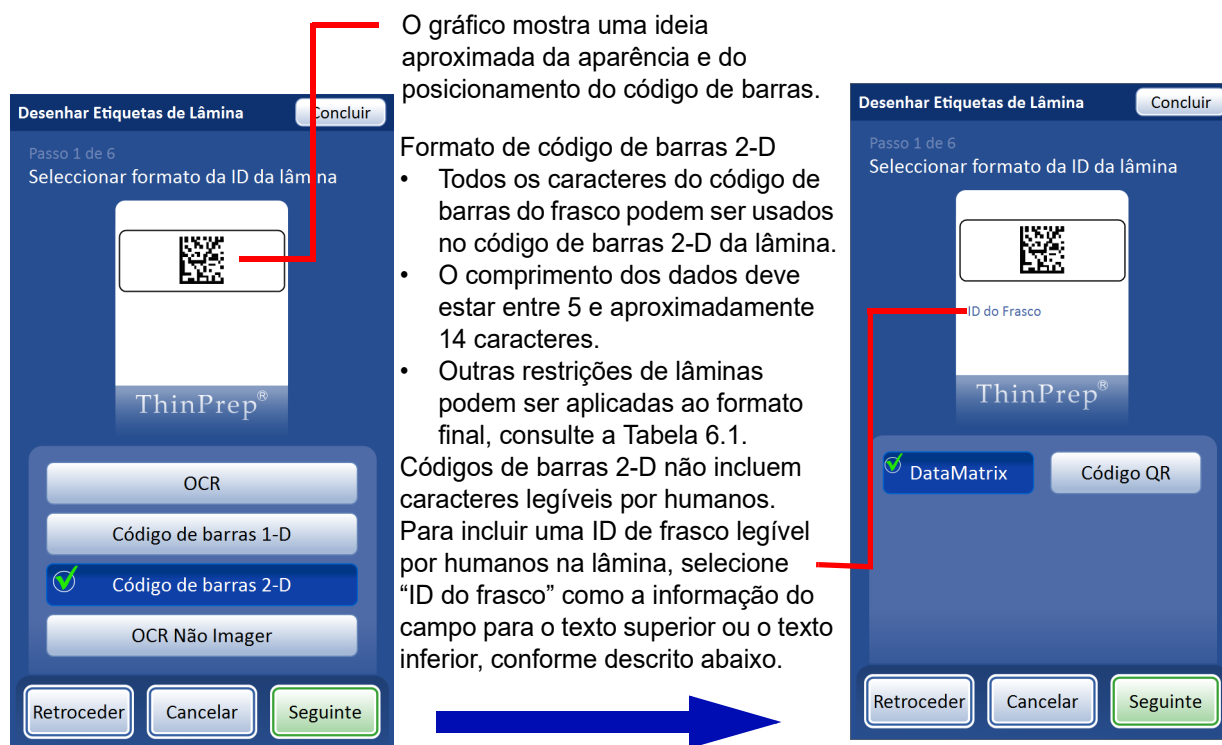 O gráfico mostra uma ideia
aproximada da aparência e do
posicionamento do código de barras.
Desenhar Etiquetas de Lâmina
Concluir
Passo 1 de 6
Seleccionar formato da ID da lâmina
ThinPrep®
OCR
Código de barras 1-D
Código de barras 2-D
OCR Não Imager
Retroceder
Cancelar
Seguinte
Formato de código de barras 2-D
• Todos os caracteres do código de
barras do frasco podem ser usados
no código de barras 2-D da lâmina.
• O comprimento dos dados deve
estar entre 5 e aproximadamente
14 caracteres.
• Outras restrições de lâminas
podem ser aplicadas ao formato
final, consulte a Tabela 6.1.
Códigos de barras 2-D não incluem
caracteres legíveis por humanos.
Para incluir uma ID de frasco legível
por humanos na lâmina, selecione
“ID do frasco” como a informação do
campo para o texto superior ou o texto
inferior, conforme descrito abaixo.
Desenhar Etiquetas de Lâmina
Concluir
Passo 1 de 6
Seleccionar formato da ID da lâmina
ID do Frasco
ThinPrep®
DataMatrix
Código QR
Retroceder
Cancelar
Seguinte